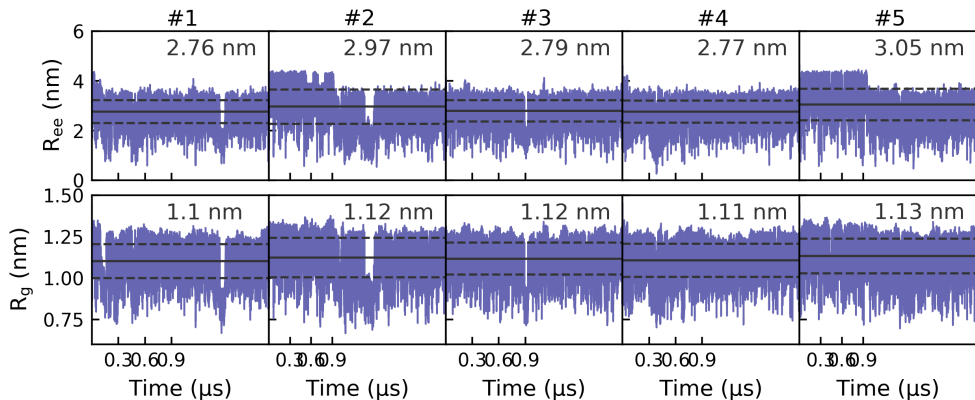 #1 #2 #3 #4 #5
6
2.76 nm 2.97 nm 2.79 nm 2.77 nm 3.05 nm
4
Ree (nm)
2
0
1.50
1.1 nm 1.12 nm 1.12 nm 1.11 nm 1.13 nm
1.25
Rg (nm)
1.00
0.75
0.3 0.6 0.9 0.3 0.6 0.9 0.3 0.6 0.9 0.3 0.6 0.9 0.3 0.6 0.9
Time (µs) Time (µs) Time (µs) Time (µs) Time (µs)